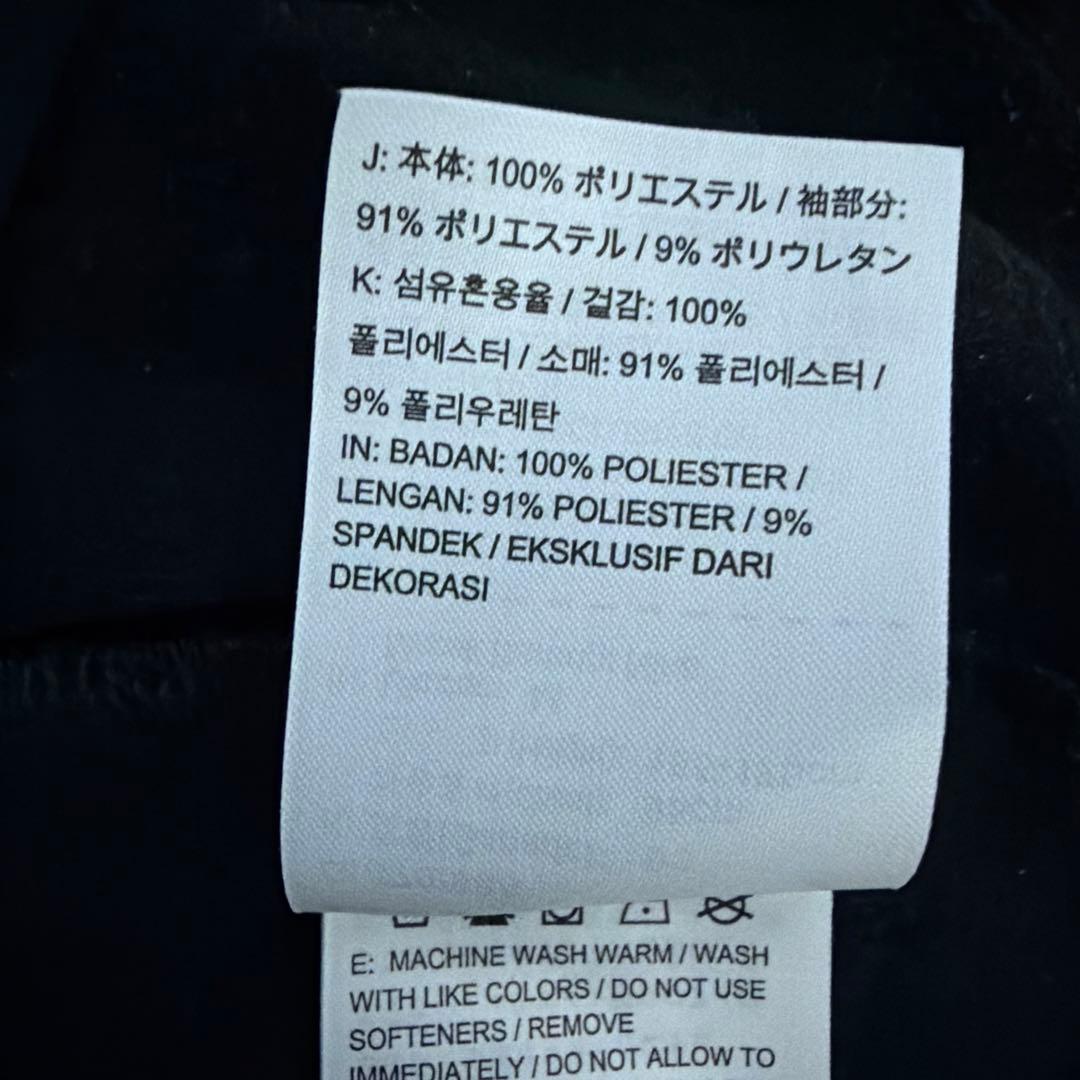 J: 本体: 100% ポリエステル / 袖部分:
91% ポリエステル / 9% ポリウレタン
K: 섬유혼용율 / 겉감: 100%
폴리에스터 / 소매: 91% 폴리에스터 /
9% 폴리우레탄
IN: BADAN: 100% POLIESTER /
LENGAN: 91% POLIESTER / 9%
SPANDEK / EKSKLUSIF DARI
DEKORASI
E: MACHINE WASH WARM / WASH
WITH LIKE COLORS / DO NOT USE
SOFTENERS / REMOVE
IMMEDIATELY / DO NOT ALLOW TO